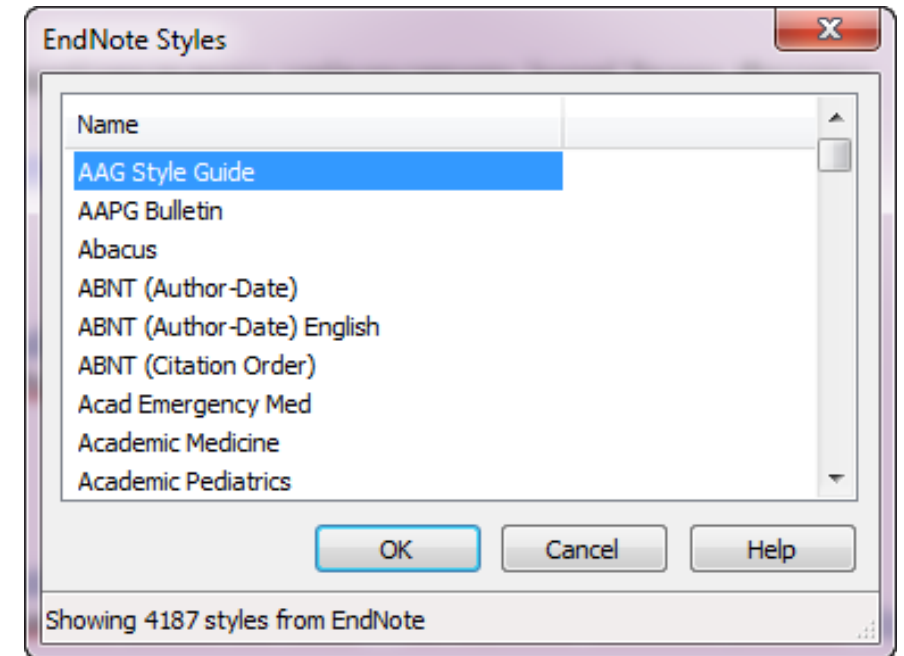 EndNote Styles
Name
AAG Style Guide
AAPG Bulletin
Abacus
ABNT (Author-Date)
ABNT (Author-Date) English
ABNT (Citation Order)
Acad Emergency Med
Academic Medicine
Academic Pediatrics
OK Cancel Help
Showing 4187 styles from EndNote